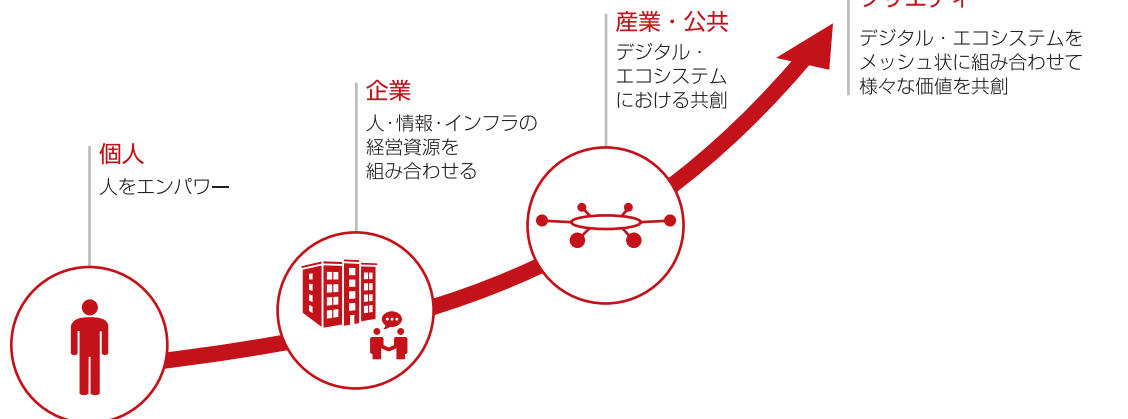 個人
人をエンパワー
企業
人・情報・インフラの
経営資源を
組み合わせる
産業・公共
デジタル・
エコシステム
における共創
デジタル・エコシステムを
メッシュ状に組み合わせて
様々な価値を共創